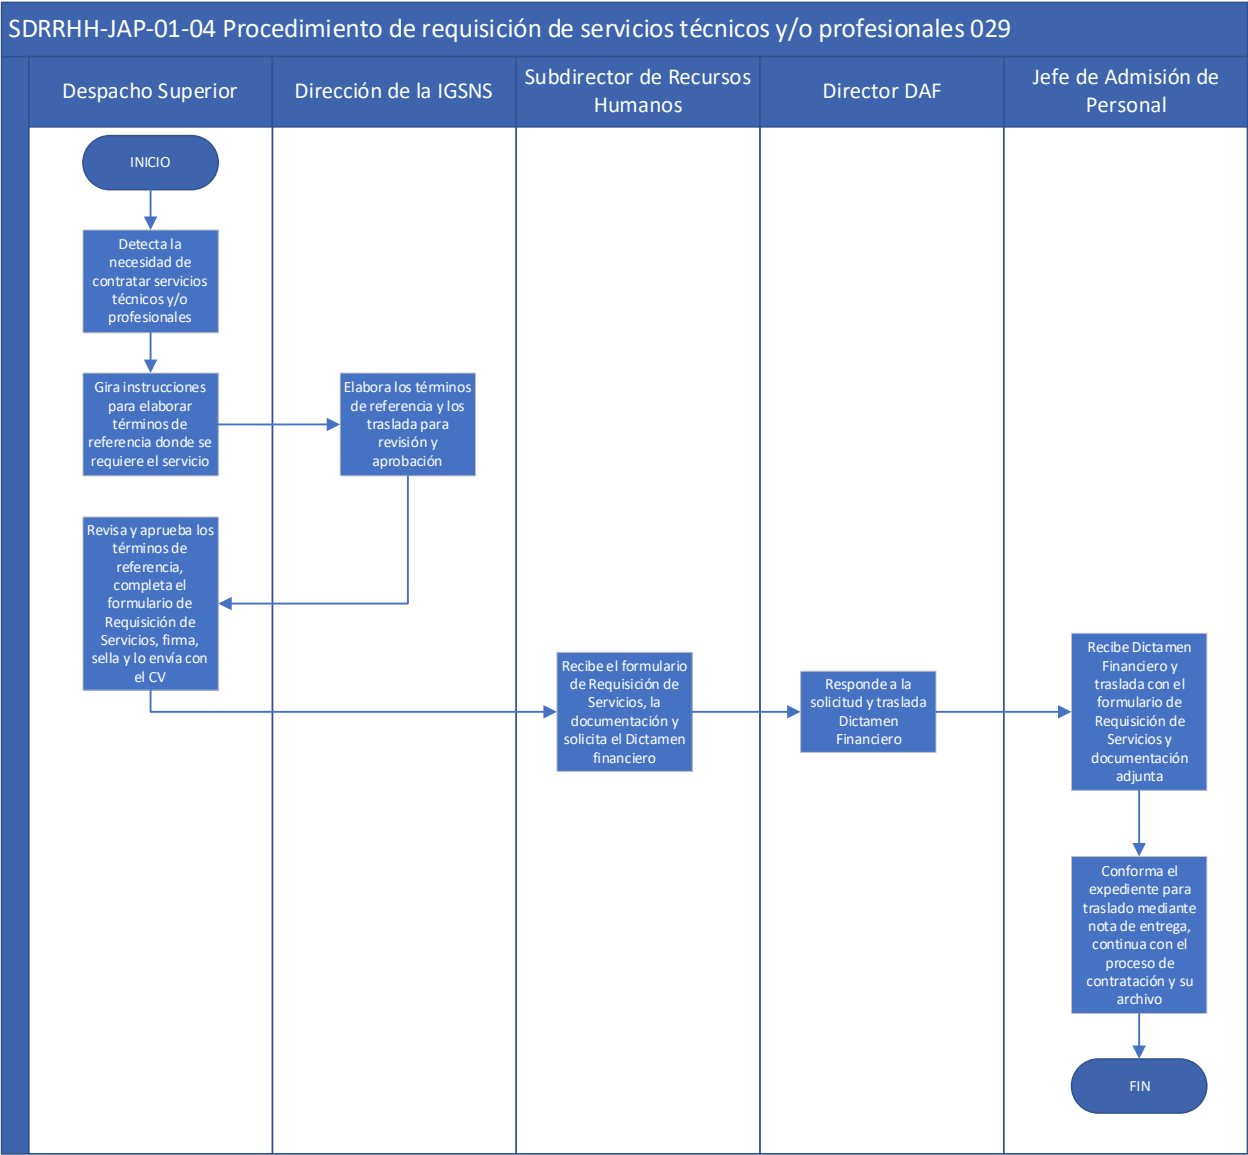 SDRRHH-JAP-01-04 Procedimiento de requisición de servicios técnicos y/o profesionales 029
Despacho Superior
Dirección de la IGSNS
Subdirector de Recursos
Humanos
Director DAF
Jefe de Admisión de
Personal
INICIO
Detecta la
necesidad de
contratar servicios
técnicos y/o
profesionales
Gira instrucciones
para elaborar
términos de
referencia donde se
requiere el servicio
Elabora los términos
de referencia y los
traslada para
revisión y
aprobación
Revisa y aprueba los
términos de
referencia,
completa el
formulario de
Requisición de
Servicios, firma,
sella y lo envía con
el CV
Recibe el formulario
de Requisición de
Servicios, la
documentación y
solicita el Dictamen
financiero
Responde a la
solicitud y traslada
Dictamen
Financiero
Recibe Dictamen
Financiero y
traslada con el
formulario de
Requisición de
Servicios y
documentación
adjunta
Conforma el
expediente para
traslado mediante
nota de entrega,
continua con el
proceso de
contratación y su
archivo
FIN